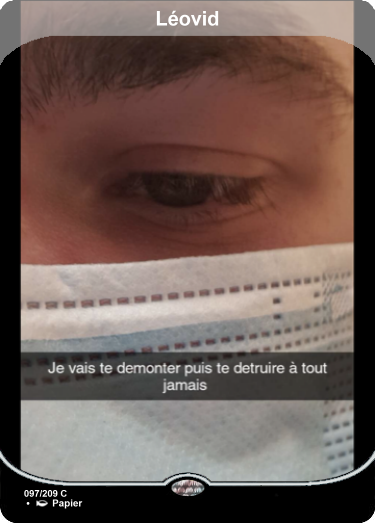 Léovid
Je vais te demonter puis te detruire à tout
jamais
097/209 C
• Papier